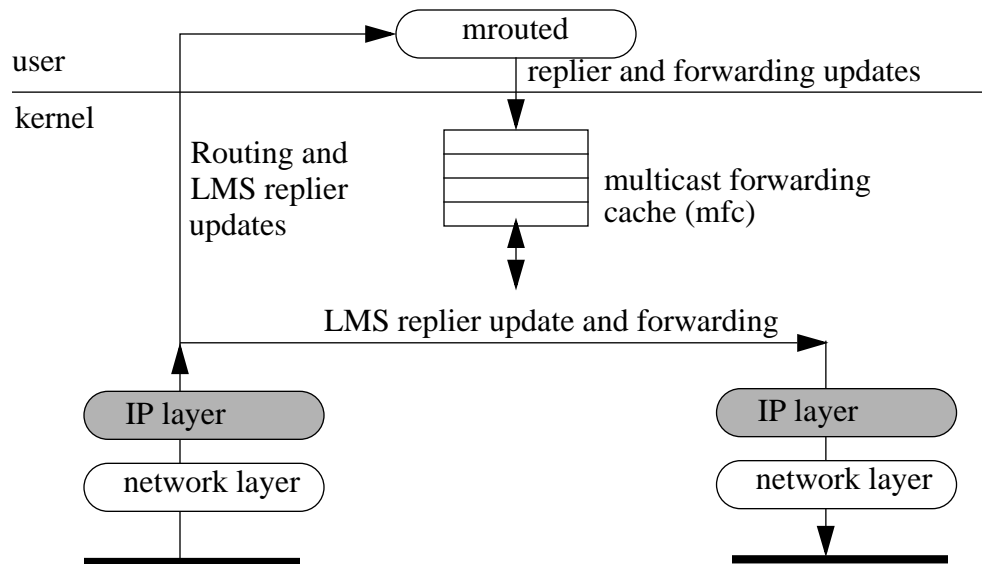 mrouted
user
replier and forwarding updates
kernel
Routing and
LMS replier
updates
multicast forwarding
cache (mfc)
LMS replier update and forwarding
IP layer
IP layer
network layer
network layer